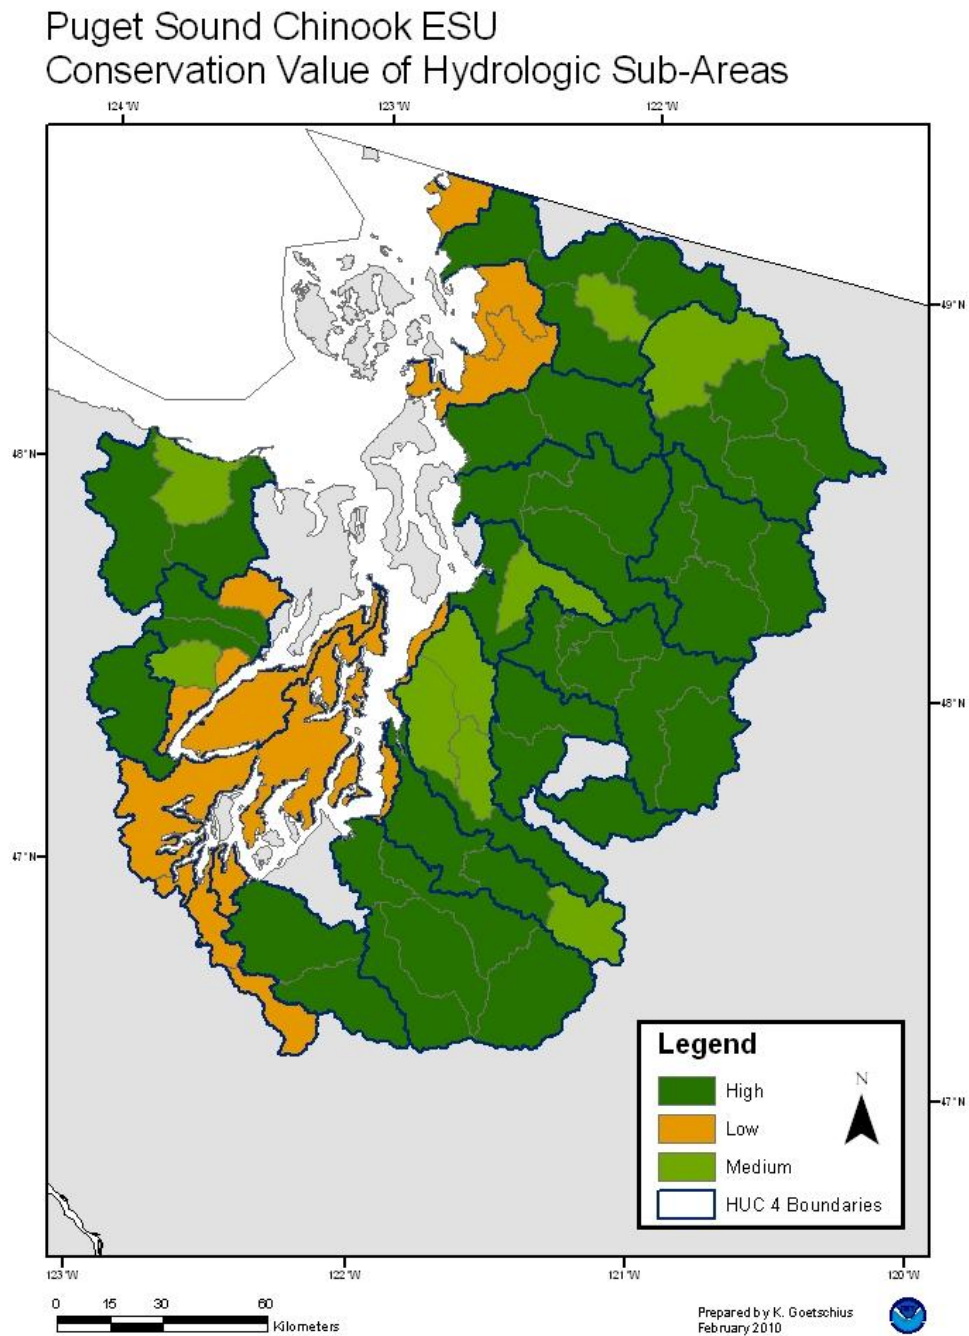 Puget Sound Chinook ESU
Conservation Value of Hydrologic Sub-Areas
124°W 123°W 122°W
48°N
48°N
47°N
47°N
Legend
High
Low
Medium
HUC 4 Boundaries
N
123°W 122°W 121°W 120°W
0 15 30 60
Kilometers
Prepared by K. Goetschius
February 2010